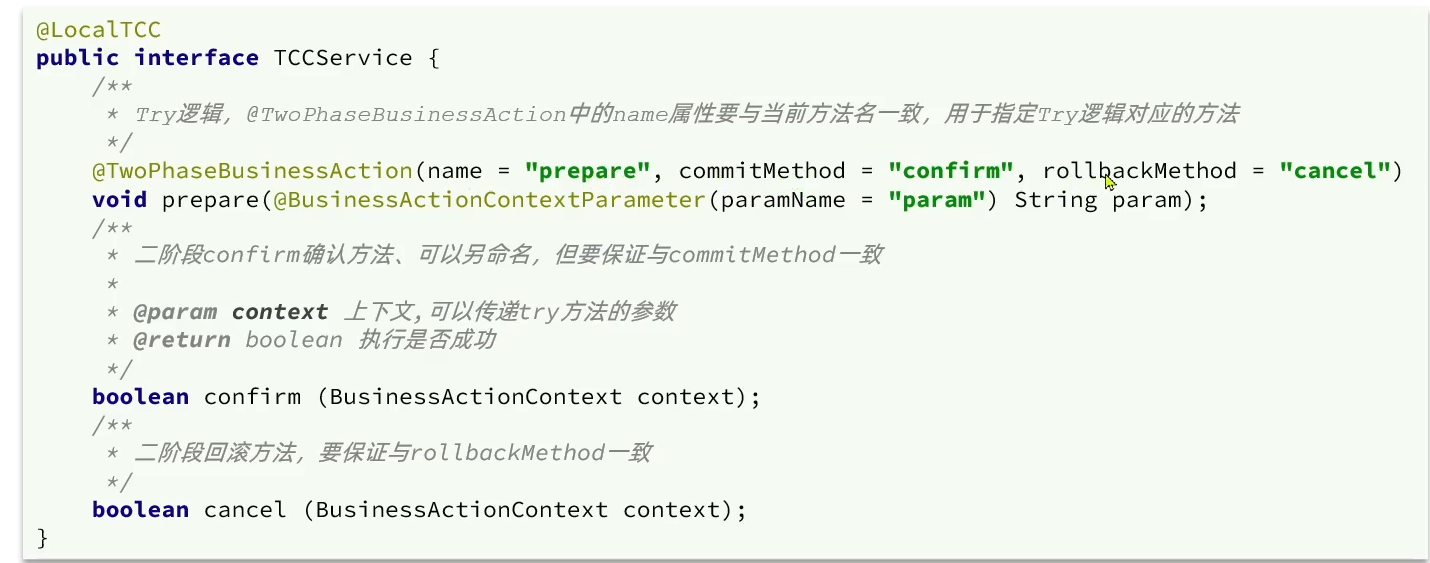 @LocalTCC
public interface TCCService {
/**
* Try逻辑，@TwoPhaseBusinessAction中的name属性要与当前方法名一致，用于指定Try逻辑对应的方法
*/
@TwoPhaseBusinessAction(name = "prepare", commitMethod = "confirm", rollbackMethod = "cancel")
void prepare(@BusinessActionContextParameter(paramName = "param") String param);
/**
* 二阶段confirm确认方法、可以另命名，但要保证与commitMethod一致
*
* @param context 上下文,可以传递try方法的参数
* @return boolean 执行是否成功
*/
boolean confirm (BusinessActionContext context);
/**
* 二阶段回滚方法，要保证与rollbackMethod一致
*/
boolean cancel (BusinessActionContext context);
}